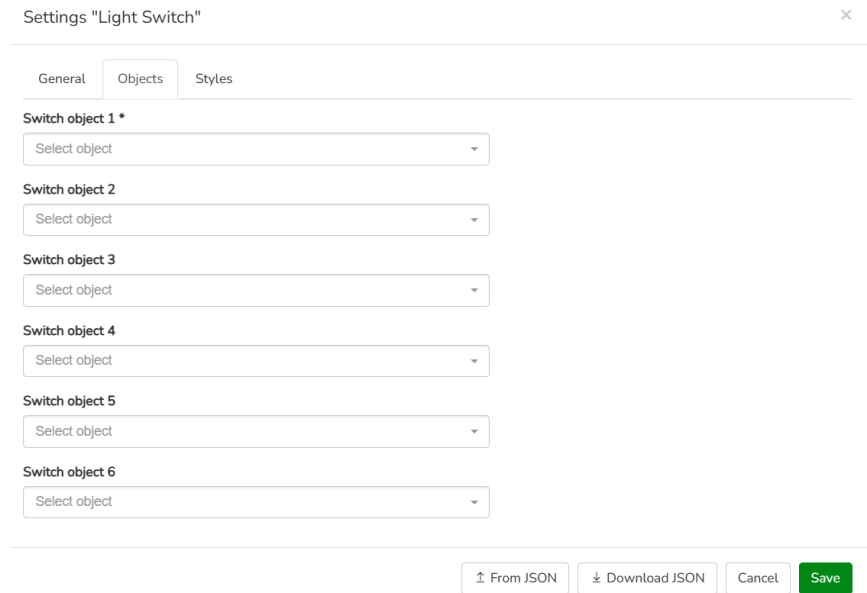 Settings "Light Switch"
×
General Objects Styles
Switch object 1 *
Select object
Switch object 2
Select object
Switch object 3
Select object
Switch object 4
Select object
Switch object 5
Select object
Switch object 6
Select object
From JSON Download JSON Cancel Save